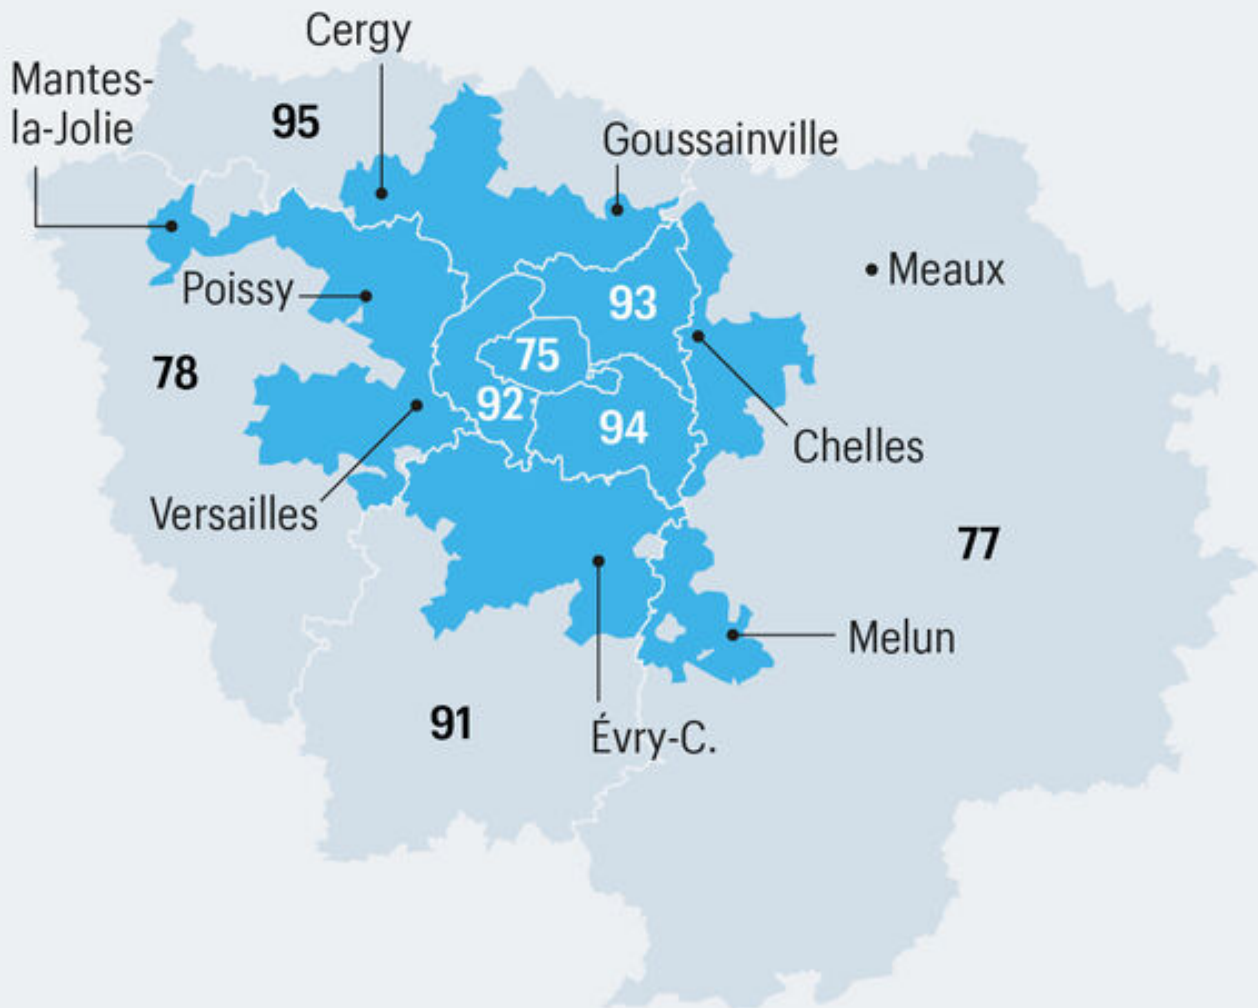 Cergy
Mantes-
la-Jolie
95
Goussainville
Meaux
Poissy
93
75
78
92
94
Chelles
Versailles
77
Melun
91
Évry-C.